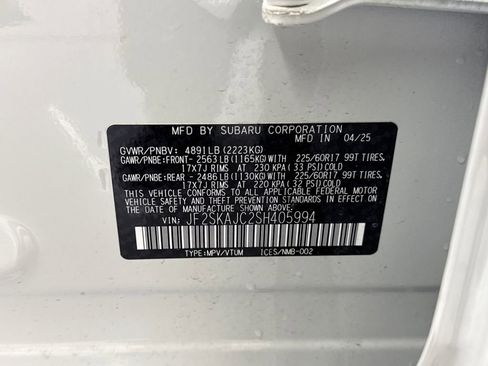 MFD. BY SUBARU CORPORATION 04/25
GVWR/PNBV: 4891LB (2223KG)
GAWR/PNBE:FRONT- 2563LB (1165KG) WITH 225/60R17 99T TIRES,
17x7J RIMS AT 230 KPA ( 33 PSI) COLD
GAWR/PNBE:REAR - 2486LB (1130KG) WITH 225/60R17 99T TIRES,
17x7J RIMS AT 220 KPA ( 32 PSI) COLD
THIS VEHICLE CONFORMS TO ALL APPLICABLE FEDERAL MOTOR
VEHICLE SAFETY AND THEFT PREVENTION STANDARDS IN EFFECT
ON THE DATE OF MANUFACTURE SHOWN ABOVE.
VIN: JF2SKAJC2SH405994
TYPE:MPV/VTUM ICES/NMB-002